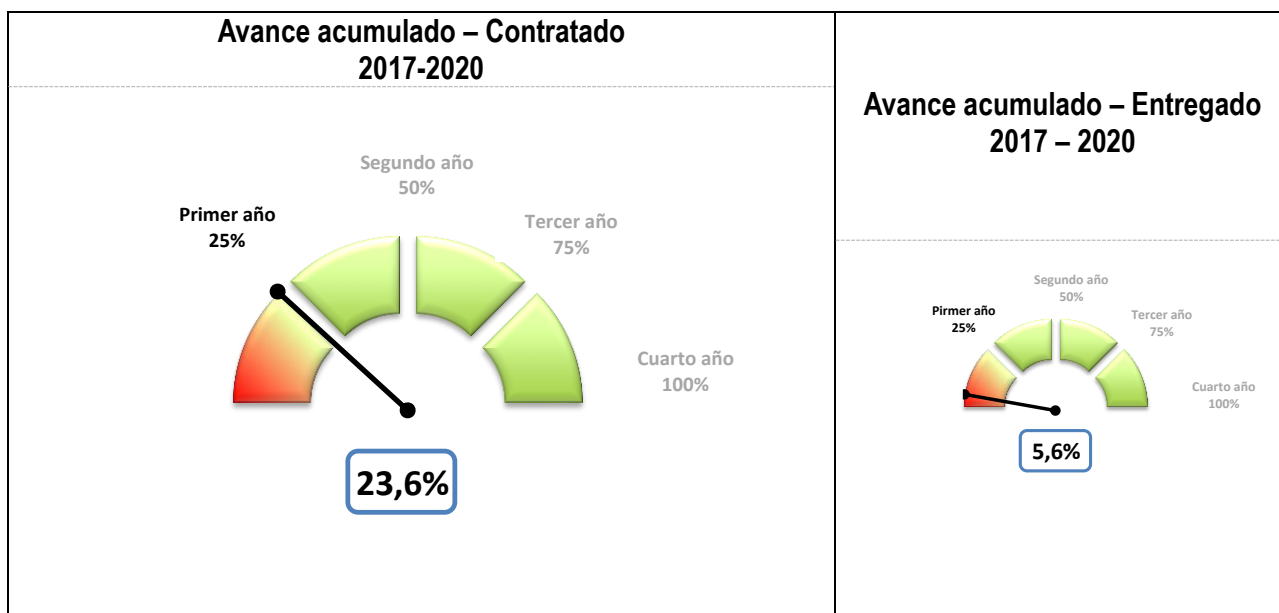 Avance acumulado – Contratado
2017-2020
Segundo año
50%
Primer año
25%
Tercer año
75%
Cuarto año
100%
23,6%
Avance acumulado – Entregado
2017 – 2020
Segundo año
50%
Pirmer año
25%
Tercer año
75%
Cuarto año
100%
5,6%